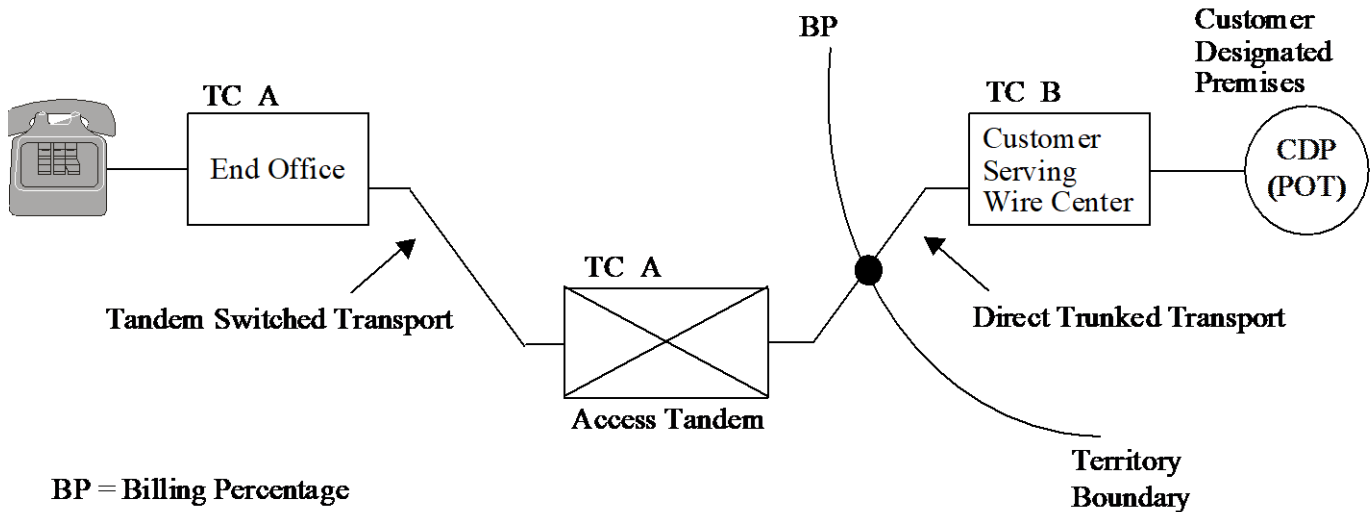 BP
Customer
Designated
Premises
TC A
TC B
End Office
Customer
Serving
Wire Center
CDP
(POT)
TC A
Tandem Switched Transport
Direct Trunked Transport
Access Tandem
Territory
Boundary
BP = Billing Percentage